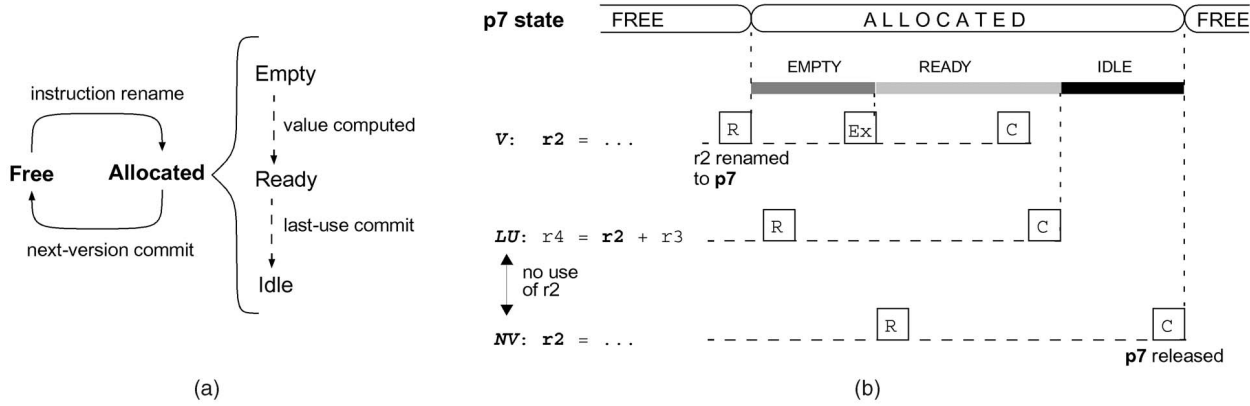 Empty
instruction rename
value computed
Free
Allocated
Ready
last-use commit
next-version commit
Idle
(a)
p7 state
FREE
ALLOCATED
FREE
EMPTY
READY
IDLE
V: r2 = ...
R
Ex
C
r2 renamed
to p7
LU: r4 = r2 + r3
R
C
no use
of r2
NV: r2 = ...
R
C
p7 released
(b)